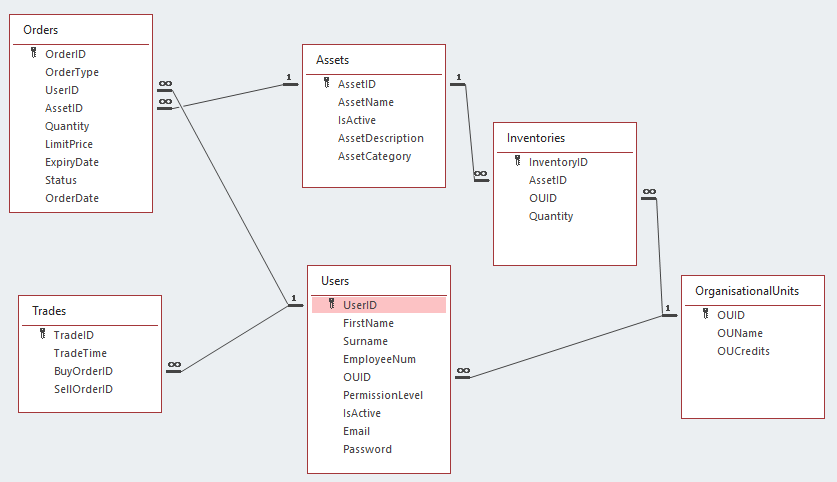 Orders
OrderID
OrderType
UserID
AssetID
Quantity
LimitPrice
ExpiryDate
Status
OrderDate
Assets
AssetID
AssetName
IsActive
AssetDescription
AssetCategory
Inventories
InventoryID
AssetID
OUID
Quantity
Trades
TradeID
TradeTime
BuyOrderID
SellOrderID
Users
UserID
FirstName
Surname
EmployeeNum
OUID
PermissionLevel
IsActive
Email
Password
OrganisationalUnits
OUID
OUName
OUCredits
∞
∞
1
1
∞
∞
1
∞
1
∞